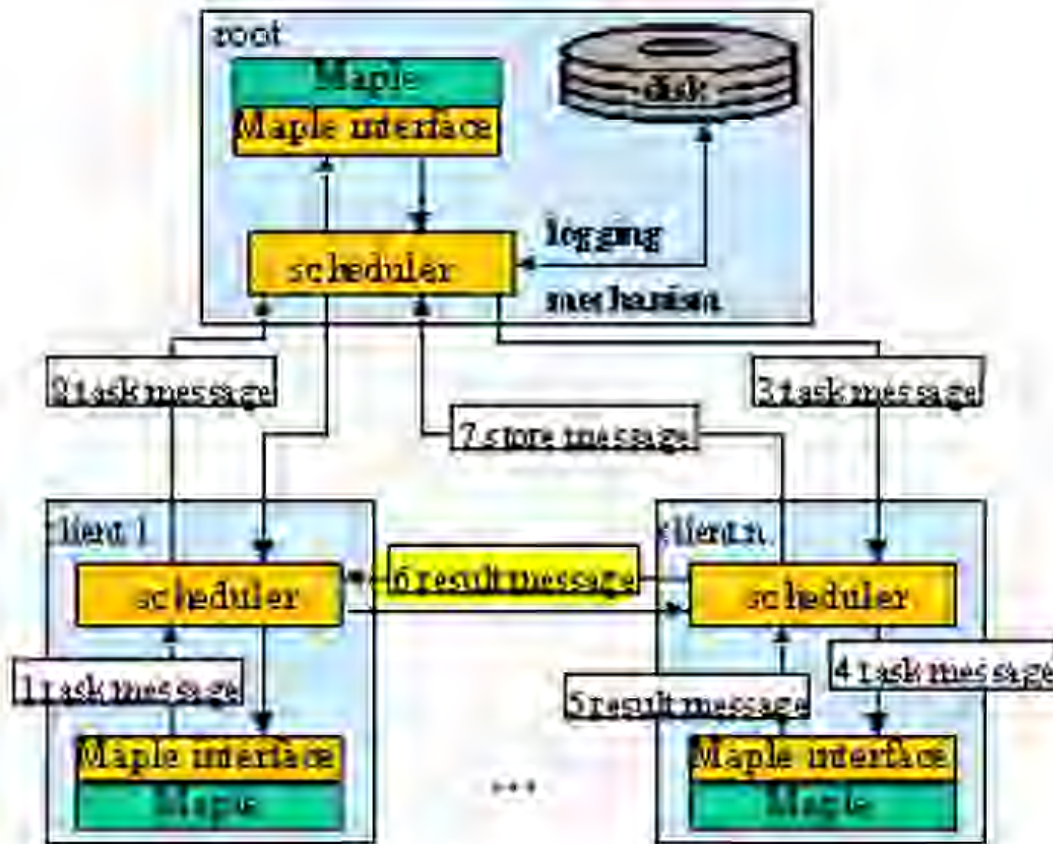 root
Maple
disk
Maple interface
logging
scheduler
mechanism
2 task message
3 task message
7 store message
client 1
client n
6 result message
scheduler
scheduler
1 task message
4 task message
5 result message
Maple interface
Maple interface
...
Maple
Maple